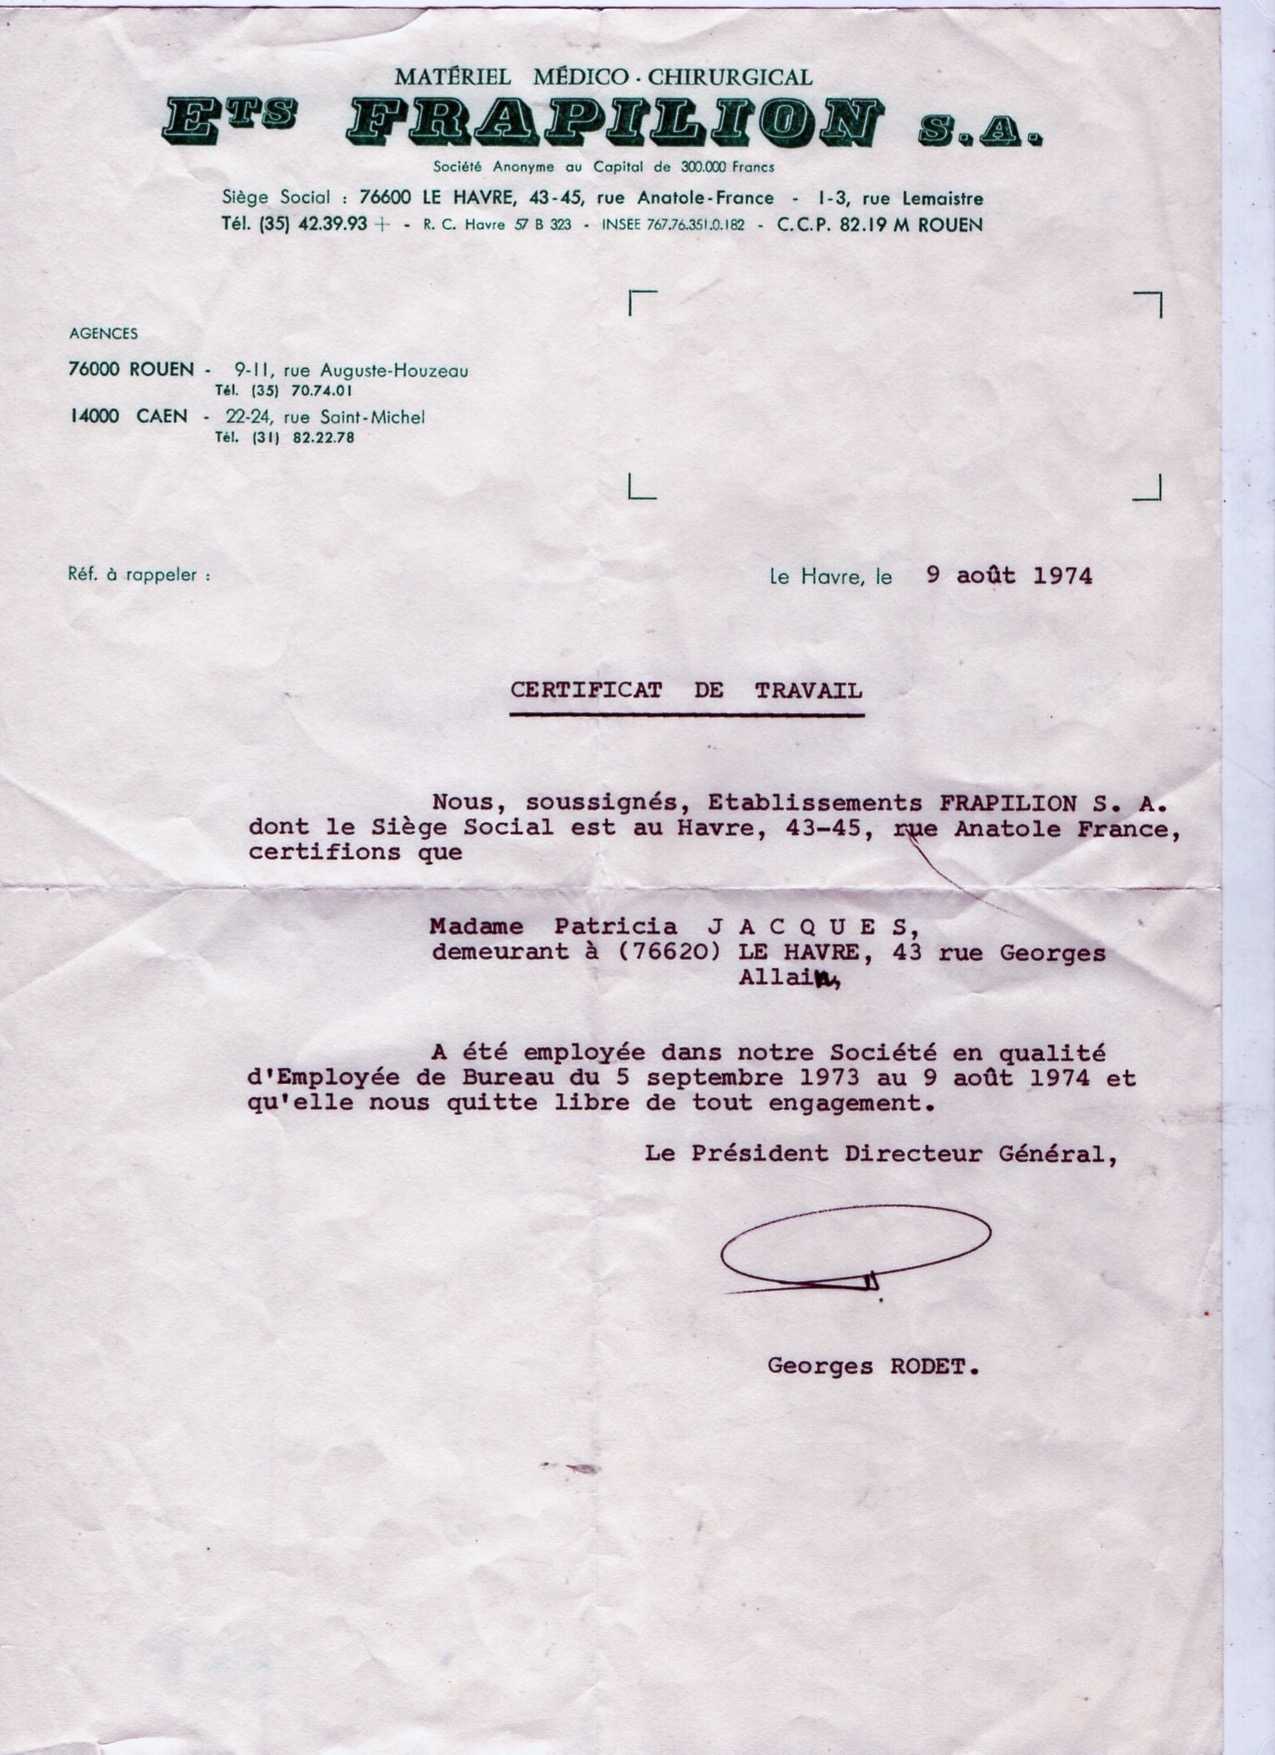 MATÉRIEL MÉDICO - CHIRURGICAL
ETS FRAPILION S.A.
Société Anonyme au Capital de 300.000 Francs
Siège Social : 76600 LE HAVRE, 43-45, rue Anatole-France - 1-3, rue Lemaistre
Tél. (35) 42.39.93 + - R. C. Havre 57 B 323 - INSEE 767.76.351.0.182 - C.C.P. 82.19 M ROUEN
AGENCES
76000 ROUEN - 9-11, rue Auguste-Houzeau
Tél. (35) 70.74.01
14000 CAEN - 22-24, rue Saint-Michel
Tél. (31) 82.22.78
Réf. à rappeler :
Le Havre, le 9 août 1974
CERTIFICAT DE TRAVAIL
Nous, soussignés, Etablissements FRAPILION S. A.
dont le Siège Social est au Havre, 43-45, rue Anatole France,
certifions que
Madame Patricia J A C Q U E S,
demeurant à (76620) LE HAVRE, 43 rue Georges
Allain,
A été employée dans notre Société en qualité
d'Employée de Bureau du 5 septembre 1973 au 9 août 1974 et
qu'elle nous quitte libre de tout engagement.
Le Président Directeur Général,
Georges RODET.